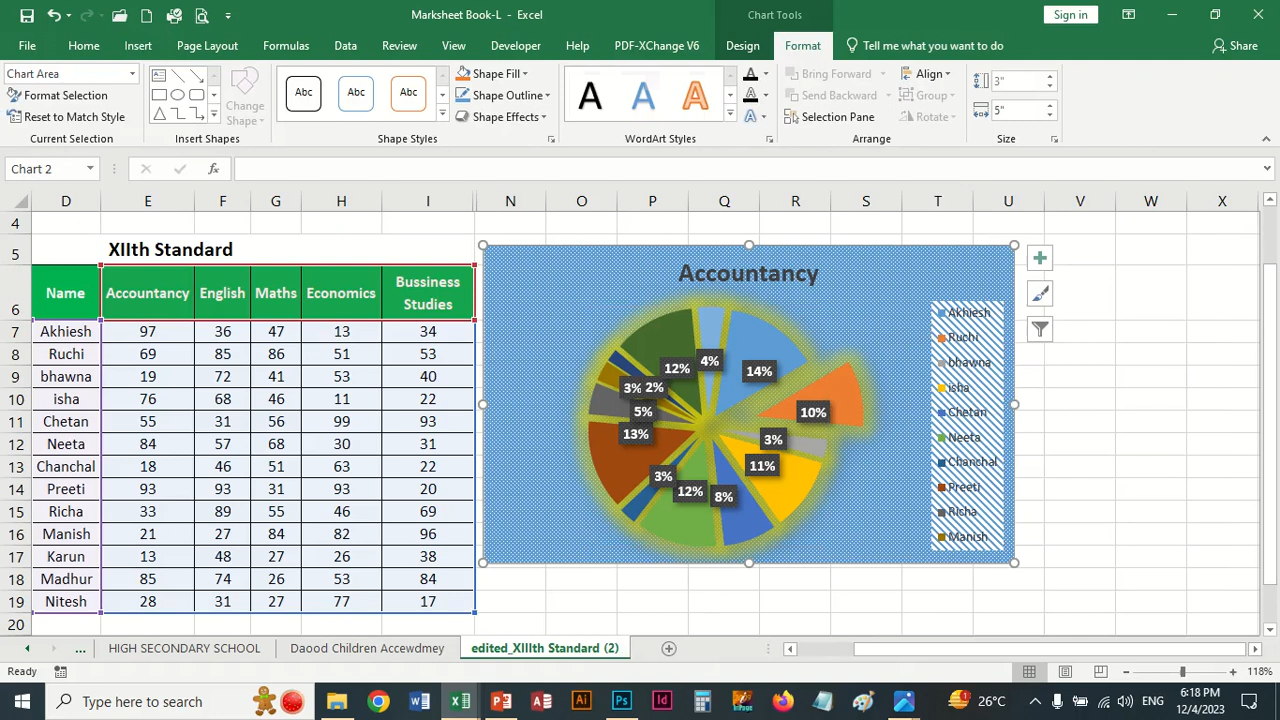 Marksheet Book-L - Excel
Chart Tools
Sign in
File Home Insert Page Layout Formulas Data Review View Developer Help PDF-XChange V6 Design Format Tell me what you want to do Share
Chart Area
Format Selection
Reset to Match Style
Current Selection
Change
Shape
Insert Shapes
Abc Abc Abc
Shape Fill
Shape Outline
Shape Effects
Shape Styles
A A A
WordArt Styles
Bring Forward
Send Backward
Selection Pane
Align
Group
Rotate
Arrange
3"
5"
Size
Chart 2
fx
D E F G H I N O P Q R S T U V W X
4
5 XIIth Standard
6 Name Accountancy English Maths Economics Bussiness Studies
7 Akhiesh 97 36 47 13 34
8 Ruchi 69 85 86 51 53
9 bhawna 19 72 41 53 40
10 isha 76 68 46 11 22
11 Chetan 55 31 56 99 93
12 Neeta 84 57 68 30 31
13 Chanchal 18 46 51 63 22
14 Preeti 93 93 31 93 20
15 Richa 33 89 55 46 69
16 Manish 21 27 84 82 96
17 Karun 13 48 27 26 38
18 Madhur 85 74 26 53 84
19 Nitesh 28 31 27 77 17
20
Accountancy
4%
14%
10%
3%
11%
8%
12%
3%
13%
5%
3%
2%
12%
Akhiesh
Ruchi
bhawna
isha
Chetan
Neeta
Chanchal
Preeti
Richa
Manish
... HIGH SECONDARY SCHOOL Daood Children Accewdmey edited_XIIIth Standard (2)
Ready
118%
Type here to search
1
26°C
ENG
6:18 PM
12/4/2023